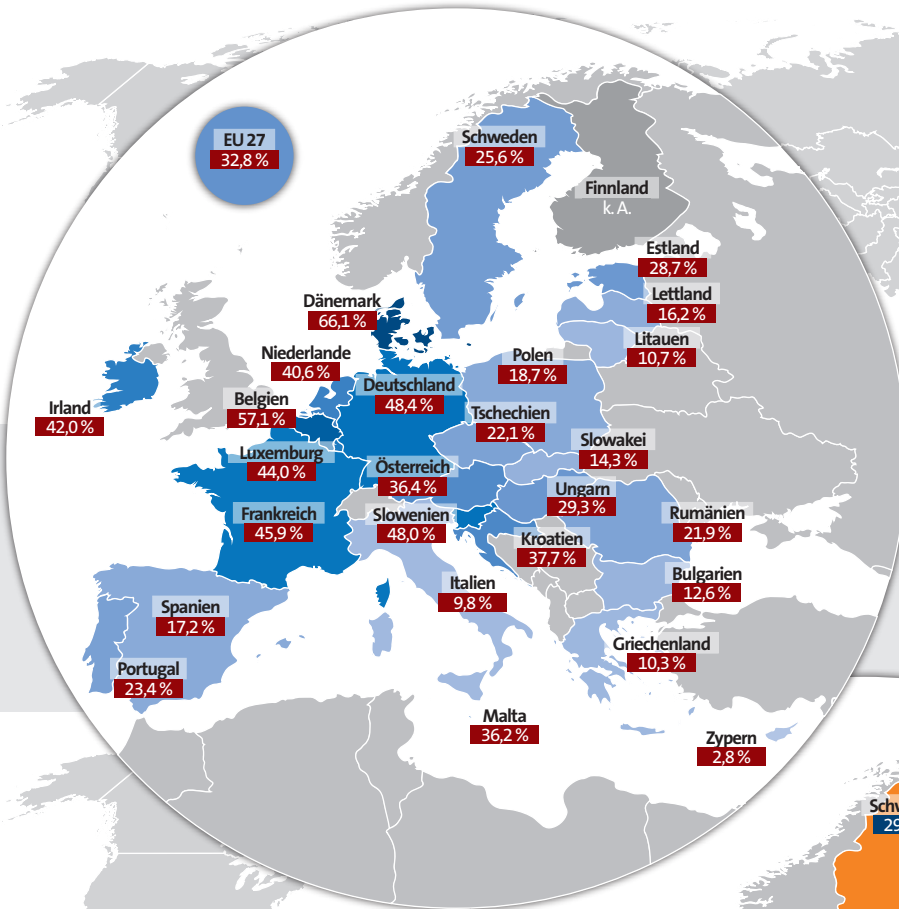 EU 27
32,8 %
Schweden
25,6 %
Finnland
k. A.
Estland
28,7 %
Lettland
16,2 %
Litauen
10,7 %
Dänemark
66,1 %
Niederlande
40,6 %
Polen
18,7 %
Deutschland
48,4 %
Belgien
57,1 %
Irland
42,0 %
Tschechien
22,1 %
Slowakei
14,3 %
Luxemburg
44,0 %
Österreich
36,4 %
Ungarn
29,3 %
Frankreich
45,9 %
Slowenien
48,0 %
Rumänien
21,9 %
Kroatien
37,7 %
Bulgarien
12,6 %
Italien
9,8 %
Spanien
17,2 %
Griechenland
10,3 %
Portugal
23,4 %
Malta
36,2 %
Zypern
2,8 %
Schw
29